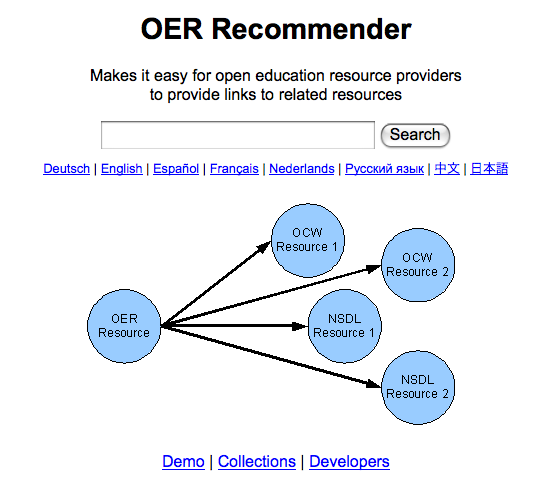 OER Recommender
Makes it easy for open education resource providers
to provide links to related resources
Search
Deutsch | English | Español | Français | Nederlands | Русский язык | 中文 | 日本語
OCW
Resource 1
OCW
Resource 2
OER
Resource
NSDL
Resource 1
NSDL
Resource 2
Demo | Collections | Developers